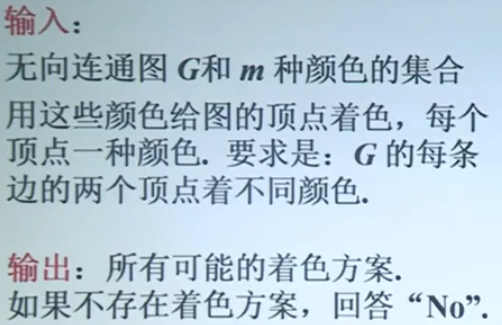 输入：
无向连通图 G和 m 种颜色的集合
用这些颜色给图的顶点着色，每个
顶点一种颜色. 要求是：G 的每条
边的两个顶点着不同颜色.
输出：所有可能的着色方案.
如果不存在着色方案，回答“No”.